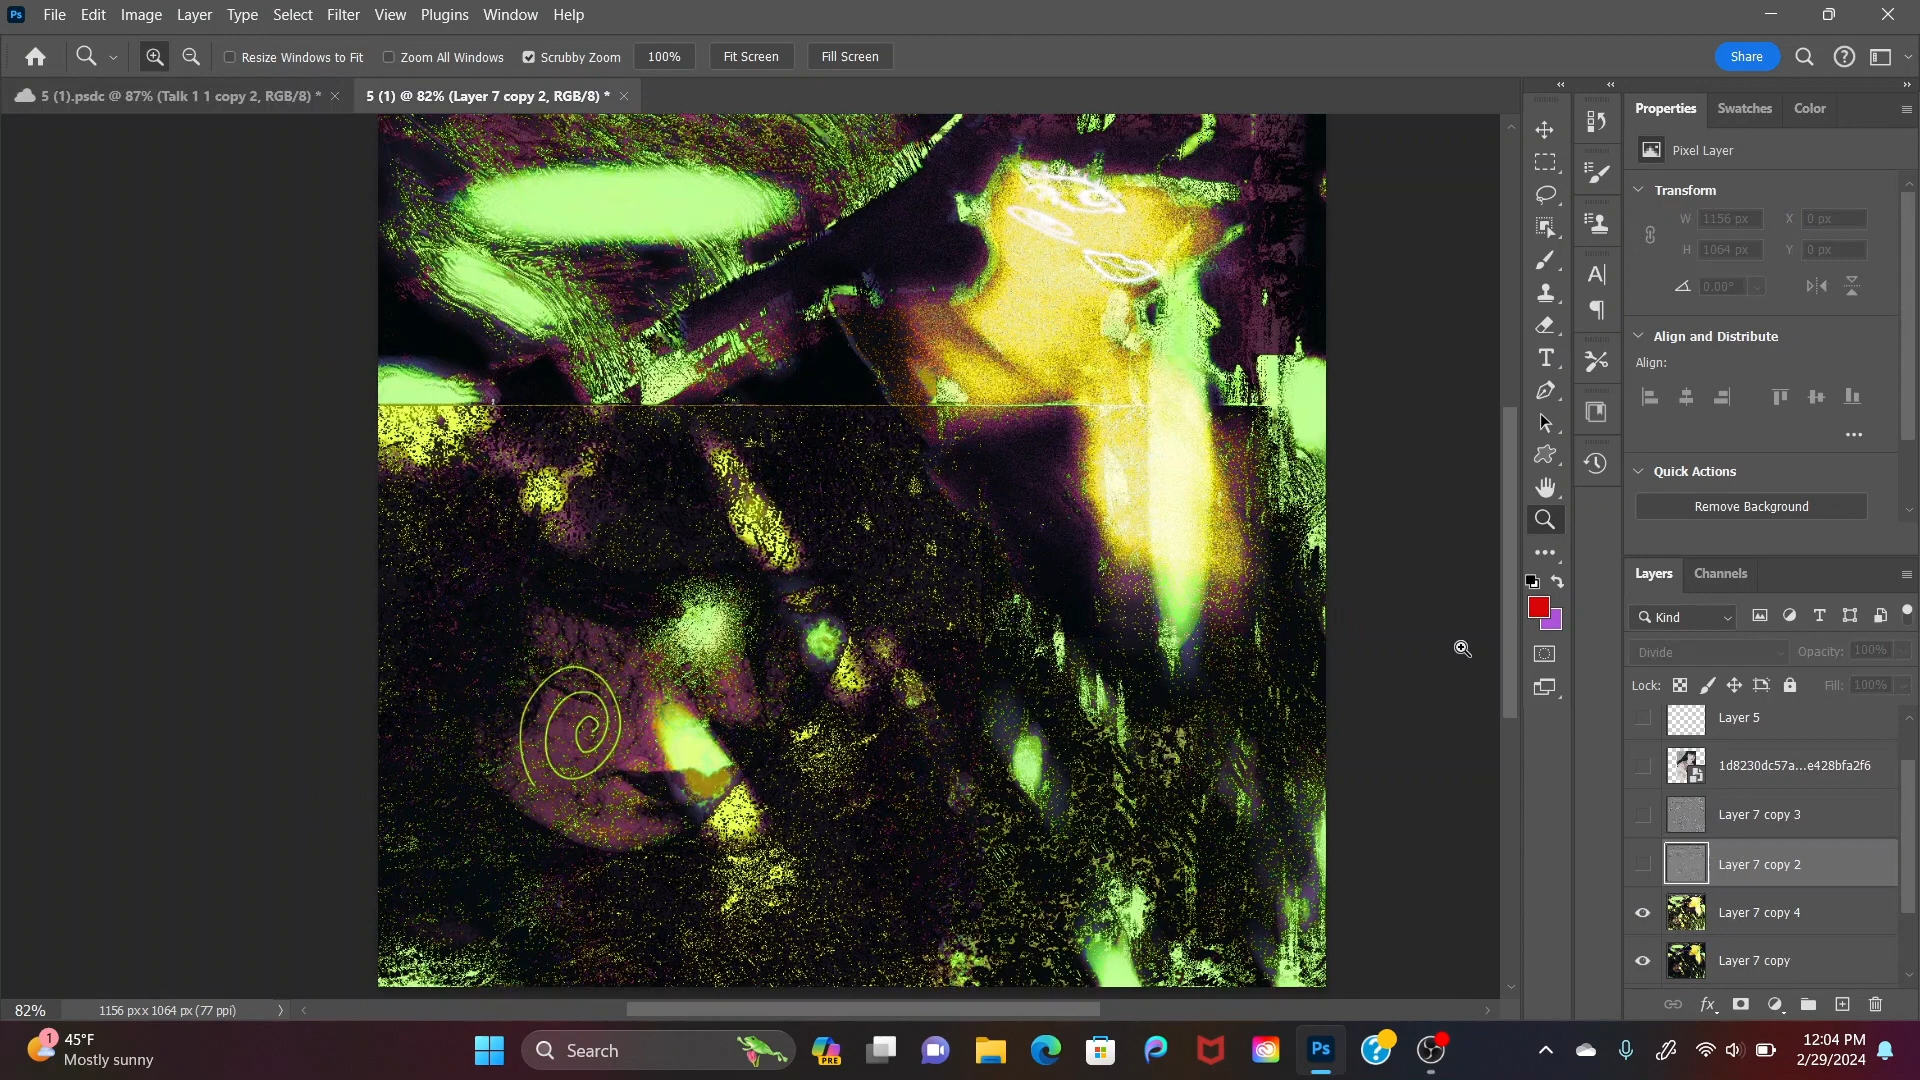 Ps File Edit Image Layer Type Select Filter View Plugins Window Help
Resize Windows to Fit Zoom All Windows Scrubby Zoom 100% Fit Screen Fill Screen Share
5 (1).psdc @ 87% (Talk 1 1 copy 2, RGB/8) * 5 (1) @ 82% (Layer 7 copy 2, RGB/8) *
Properties Swatches Color
Pixel Layer
Transform
W 1156 px X 0 px
H 1064 px Y 0 px
0.00°
Align and Distribute
Align:
Quick Actions
Remove Background
Layers Channels
Kind
Divide Opacity: 100%
Lock: Fill: 100%
Layer 5
1d8230dc57a...e428bfa2f6
Layer 7 copy 3
Layer 7 copy 2
Layer 7 copy 4
Layer 7 copy
fx
82% 1156 px x 1064 px (77 ppi)
1 45°F
Mostly sunny
Search
PRE
Ps
12:04 PM
2/29/2024